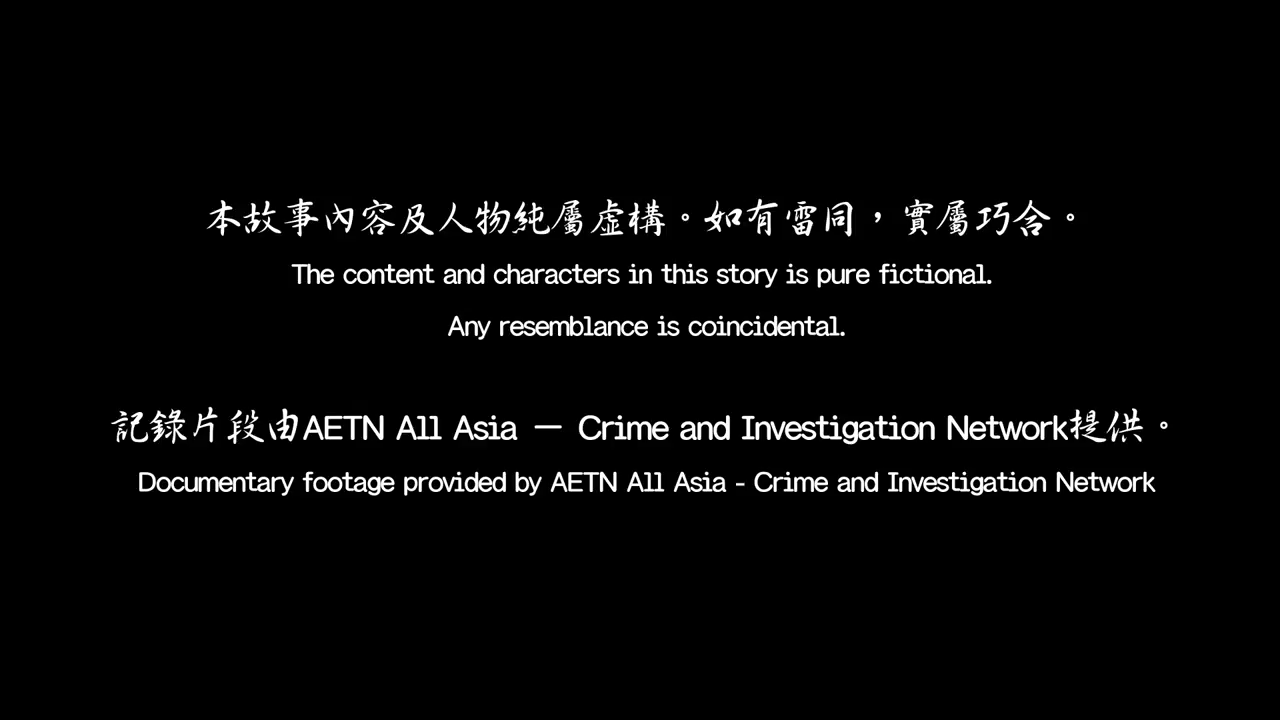 本故事內容及人物純屬虛構。如有雷同，實屬巧合。
The content and characters in this story is pure fictional.
Any resemblance is coincidental.
記錄片段由AETN All Asia － Crime and Investigation Network提供。
Documentary footage provided by AETN All Asia - Crime and Investigation Network